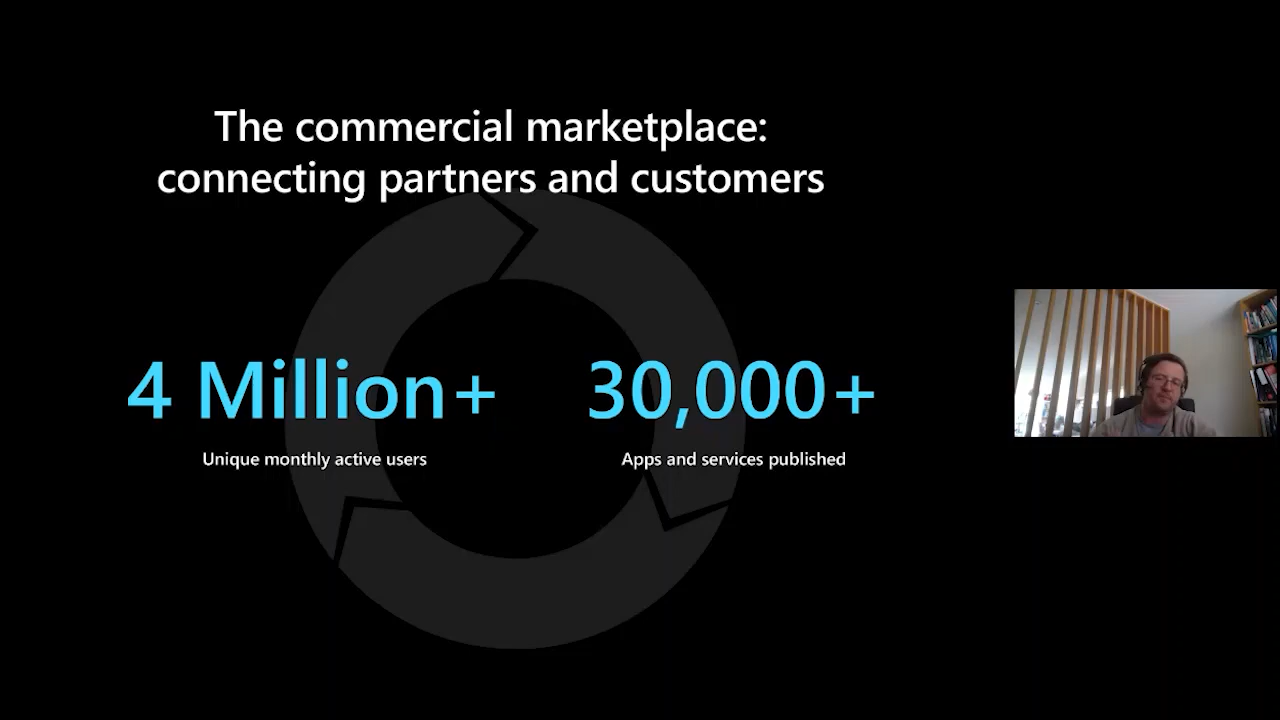 The commercial marketplace:
connecting partners and customers
4 Million+
30,000+
Unique monthly active users
Apps and services published